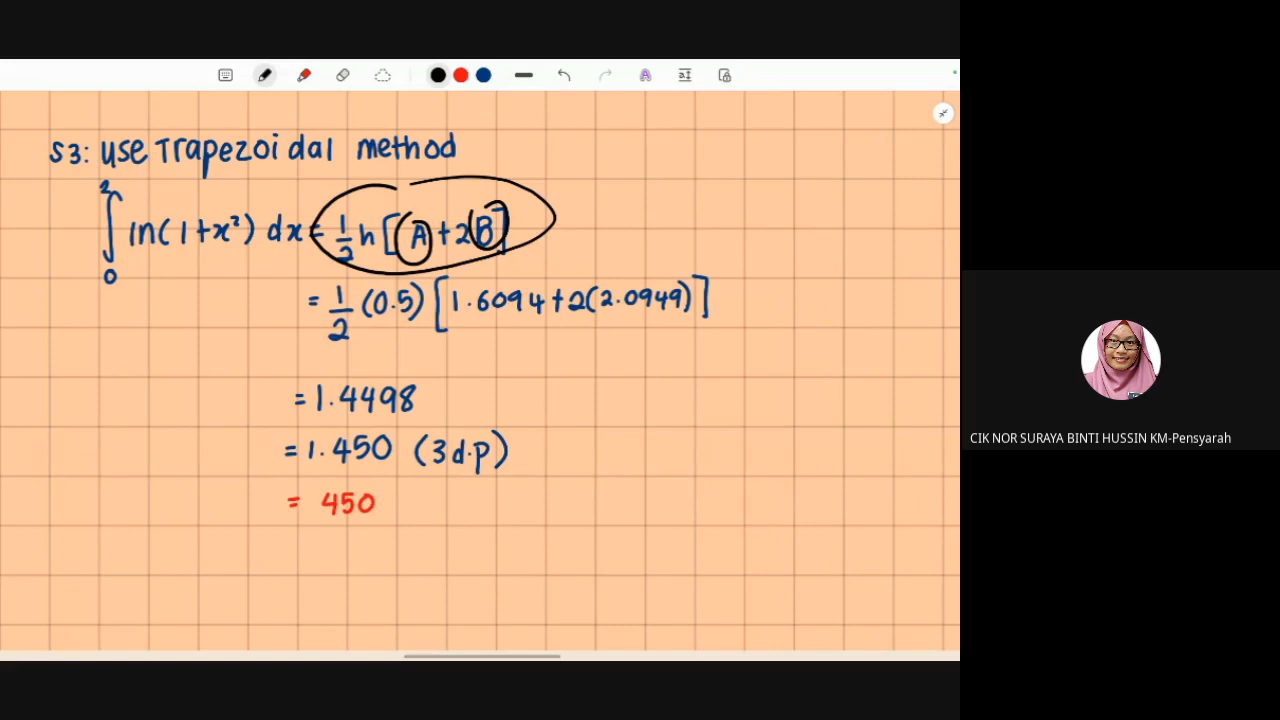 S3: use Trapezoidal method
∫₀² ln(1+x²) dx = 1/2 h [A + 2B]
= 1/2 (0.5) [1.6094 + 2(2.0949)]
= 1.4498
= 1.450 (3 d.p)
= 450
CIK NOR SURAYA BINTI HUSSIN KM-Pensyarah